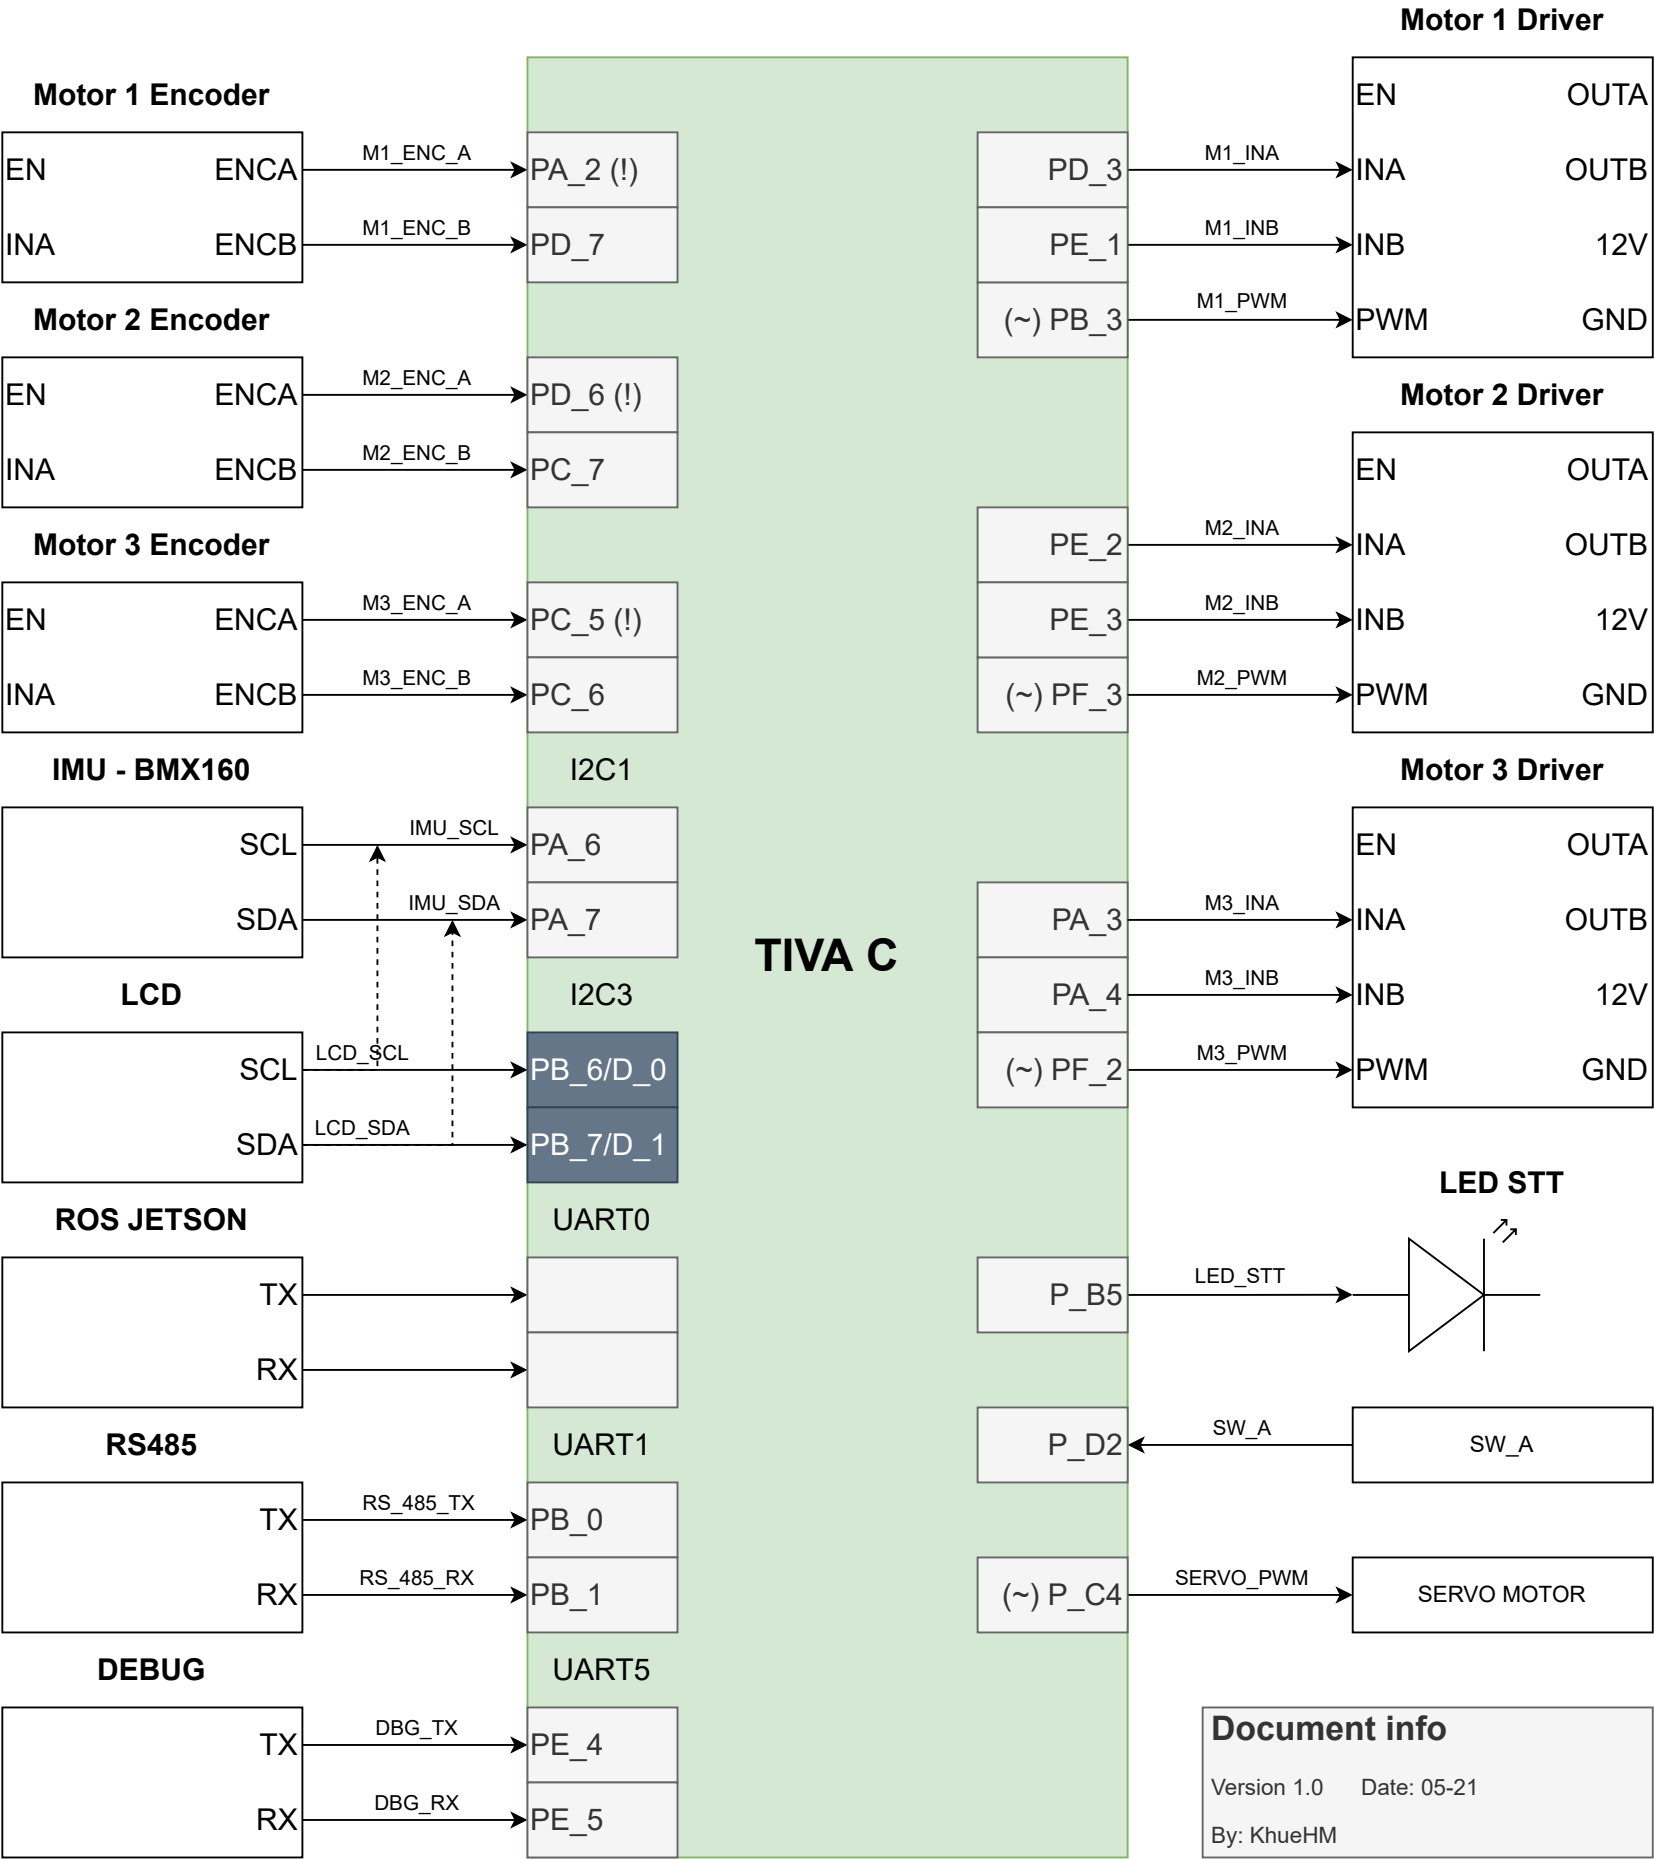 Motor 1 Encoder
EN ENCA
INA ENCB
M1_ENC_A
M1_ENC_B
PA_2 (!)
PD_7
Motor 2 Encoder
EN ENCA
INA ENCB
M2_ENC_A
M2_ENC_B
PD_6 (!)
PC_7
Motor 3 Encoder
EN ENCA
INA ENCB
M3_ENC_A
M3_ENC_B
PC_5 (!)
PC_6
IMU - BMX160
SCL
SDA
IMU_SCL
IMU_SDA
I2C1
PA_6
PA_7
LCD
SCL
SDA
LCD_SCL
LCD_SDA
I2C3
PB_6/D_0
PB_7/D_1
ROS JETSON
TX
RX
UART0
RS485
TX
RX
RS_485_TX
RS_485_RX
UART1
PB_0
PB_1
DEBUG
TX
RX
DBG_TX
DBG_RX
UART5
PE_4
PE_5
TIVA C
Motor 1 Driver
PD_3
PE_1
(~) PB_3
M1_INA
M1_INB
M1_PWM
EN OUTA
INA OUTB
INB 12V
PWM GND
Motor 2 Driver
PE_2
PE_3
(~) PF_3
M2_INA
M2_INB
M2_PWM
EN OUTA
INA OUTB
INB 12V
PWM GND
Motor 3 Driver
PA_3
PA_4
(~) PF_2
M3_INA
M3_INB
M3_PWM
EN OUTA
INA OUTB
INB 12V
PWM GND
LED STT
P_B5
LED_STT
P_D2
SW_A
SW_A
(~) P_C4
SERVO_PWM
SERVO MOTOR
Document info
Version 1.0 Date: 05-21
By: KhueHM